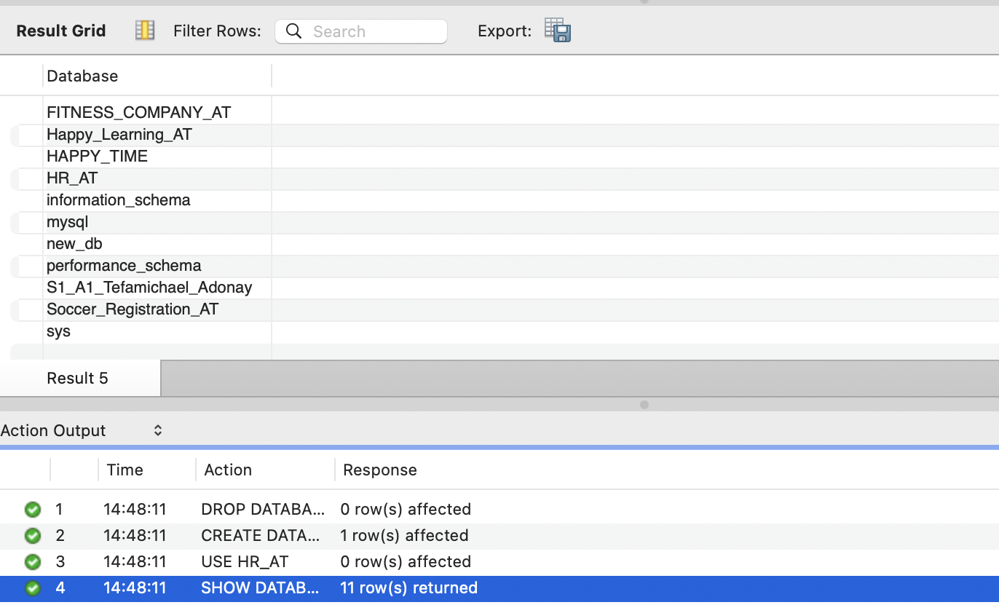 Result Grid Filter Rows: Search Export:
Database
FITNESS_COMPANY_AT
Happy_Learning_AT
HAPPY_TIME
HR_AT
information_schema
mysql
new_db
performance_schema
S1_A1_Tefamichael_Adonay
Soccer_Registration_AT
sys
Result 5
Action Output
Time Action Response
1 14:48:11 DROP DATABA... 0 row(s) affected
2 14:48:11 CREATE DATA... 1 row(s) affected
3 14:48:11 USE HR_AT 0 row(s) affected
4 14:48:11 SHOW DATAB... 11 row(s) returned